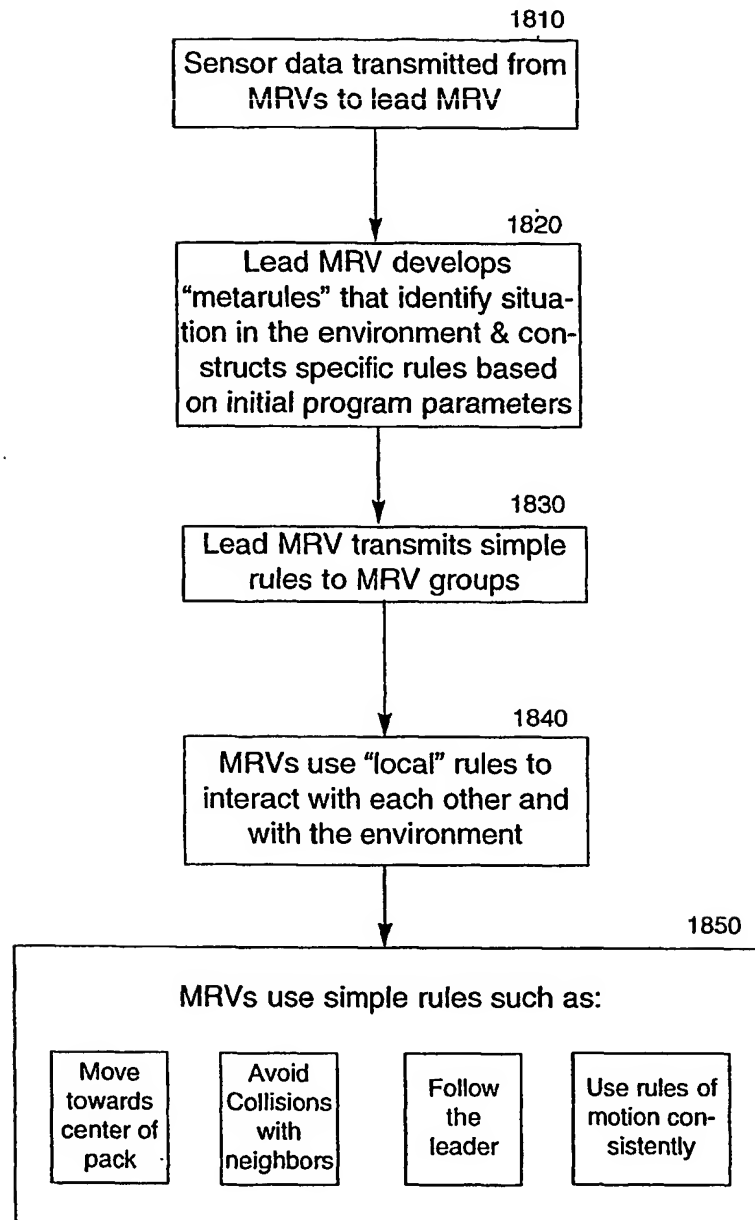 1810
Sensor data transmitted from
MRVs to lead MRV
1820
Lead MRV develops
“metarules” that identify situa-
tion in the environment & con-
structs specific rules based
on initial program parameters
1830
Lead MRV transmits simple
rules to MRV groups
1840
MRVs use “local” rules to
interact with each other and
with the environment
1850
MRVs use simple rules such as:
Move
towards
center of
pack
Avoid
Collisions
with
neighbors
Follow
the
leader
Use rules of
motion con-
sistently